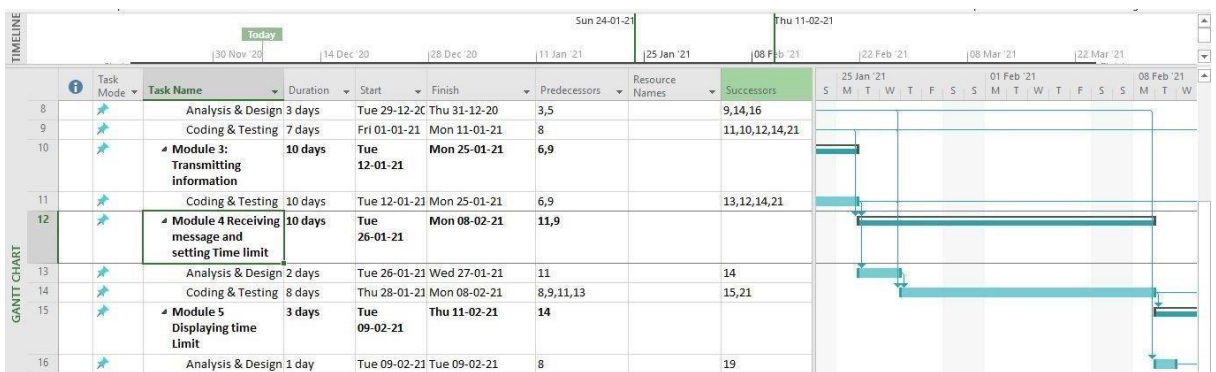 TIMELINE
Sun 24-01-21 Thu 11-02-21
Today
30 Nov '20 14 Dec '20 28 Dec '20 11 Jan '21 25 Jan '21 08 Feb '21 22 Feb '21 08 Mar '21 22 Mar '21
GANTT CHART
Task Mode Task Name Duration Start Finish Predecessors Resource Names Successors
25 Jan '21 01 Feb '21 08 Feb '21
S M T W T F S S M T W T F S S M T W
8 Analysis & Design 3 days Tue 29-12-20 Thu 31-12-20 3,5 9,14,16
9 Coding & Testing 7 days Fri 01-01-21 Mon 11-01-21 8 11,10,12,14,21
10 Module 3: 10 days Tue Mon 25-01-21 6,9
Transmitting 12-01-21
information
11 Coding & Testing 10 days Tue 12-01-21 Mon 25-01-21 6,9 13,12,14,21
12 Module 4 Receiving 10 days Tue Mon 08-02-21 11,9
message and 26-01-21
setting Time limit
13 Analysis & Design 2 days Tue 26-01-21 Wed 27-01-21 11 14
14 Coding & Testing 8 days Thu 28-01-21 Mon 08-02-21 8,9,11,13 15,21
15 Module 5 3 days Tue Thu 11-02-21 14
Displaying time 09-02-21
Limit
16 Analysis & Design 1 day Tue 09-02-21 Tue 09-02-21 8 19